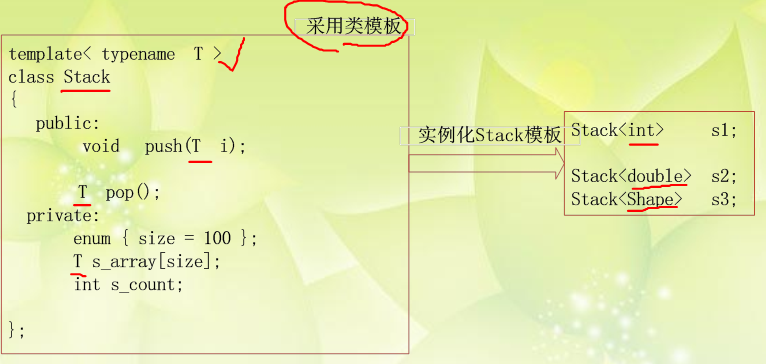 采用类模板
template< typename T >
class Stack
{
public:
void push(T i);
T pop();
private:
enum { size = 100 };
T s_array[size];
int s_count;
};
实例化Stack模板
Stack<int> s1;
Stack<double> s2;
Stack<Shape> s3;